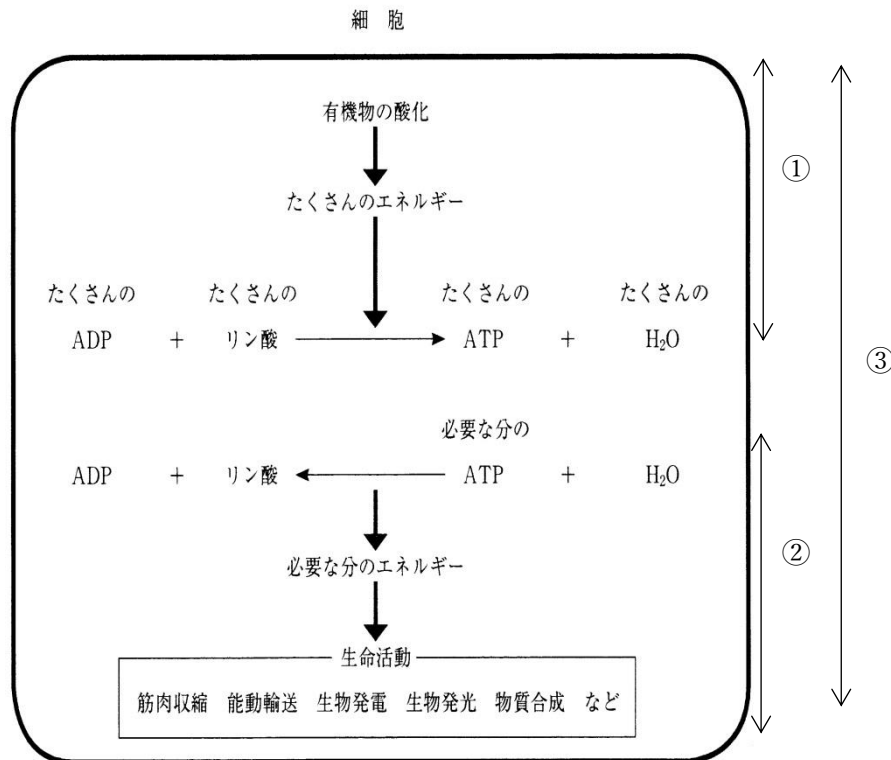 細 胞
有機物の酸化
①
たくさんのエネルギー
たくさんの たくさんの たくさんの たくさんの
ADP + リン酸 ATP + H₂O
③
必要な分の
ADP + リン酸 ATP + H₂O
②
必要な分のエネルギー
生命活動
筋肉収縮 能動輸送 生物発電 生物発光 物質合成 など